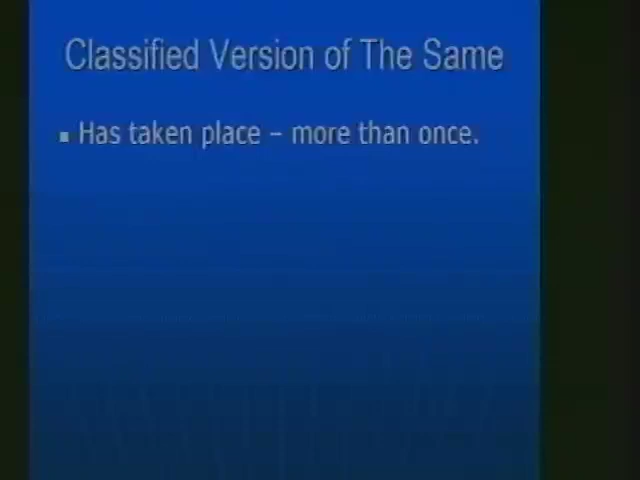 Classified Version of The Same
▪ Has taken place – more than once.